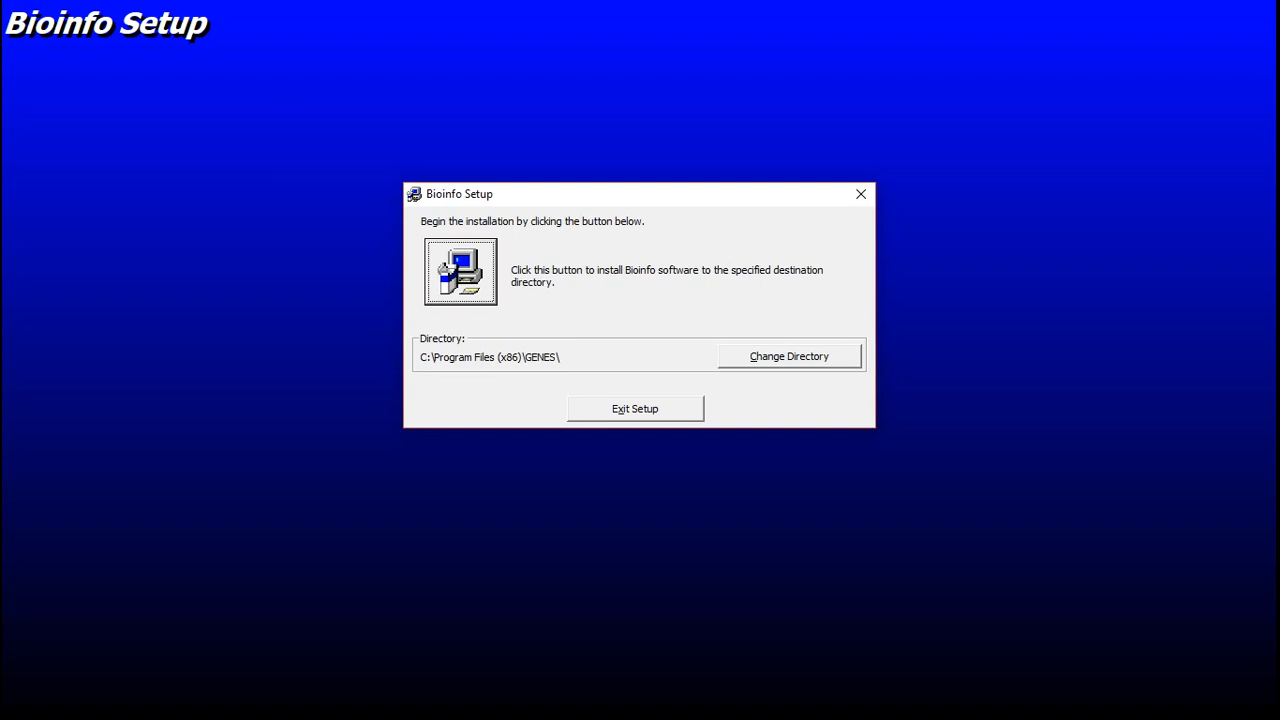 Bioinfo Setup
Bioinfo Setup
Begin the installation by clicking the button below.
Click this button to install Bioinfo software to the specified destination
directory.
Directory:
C:\Program Files (x86)\GENES\
Change Directory
Exit Setup